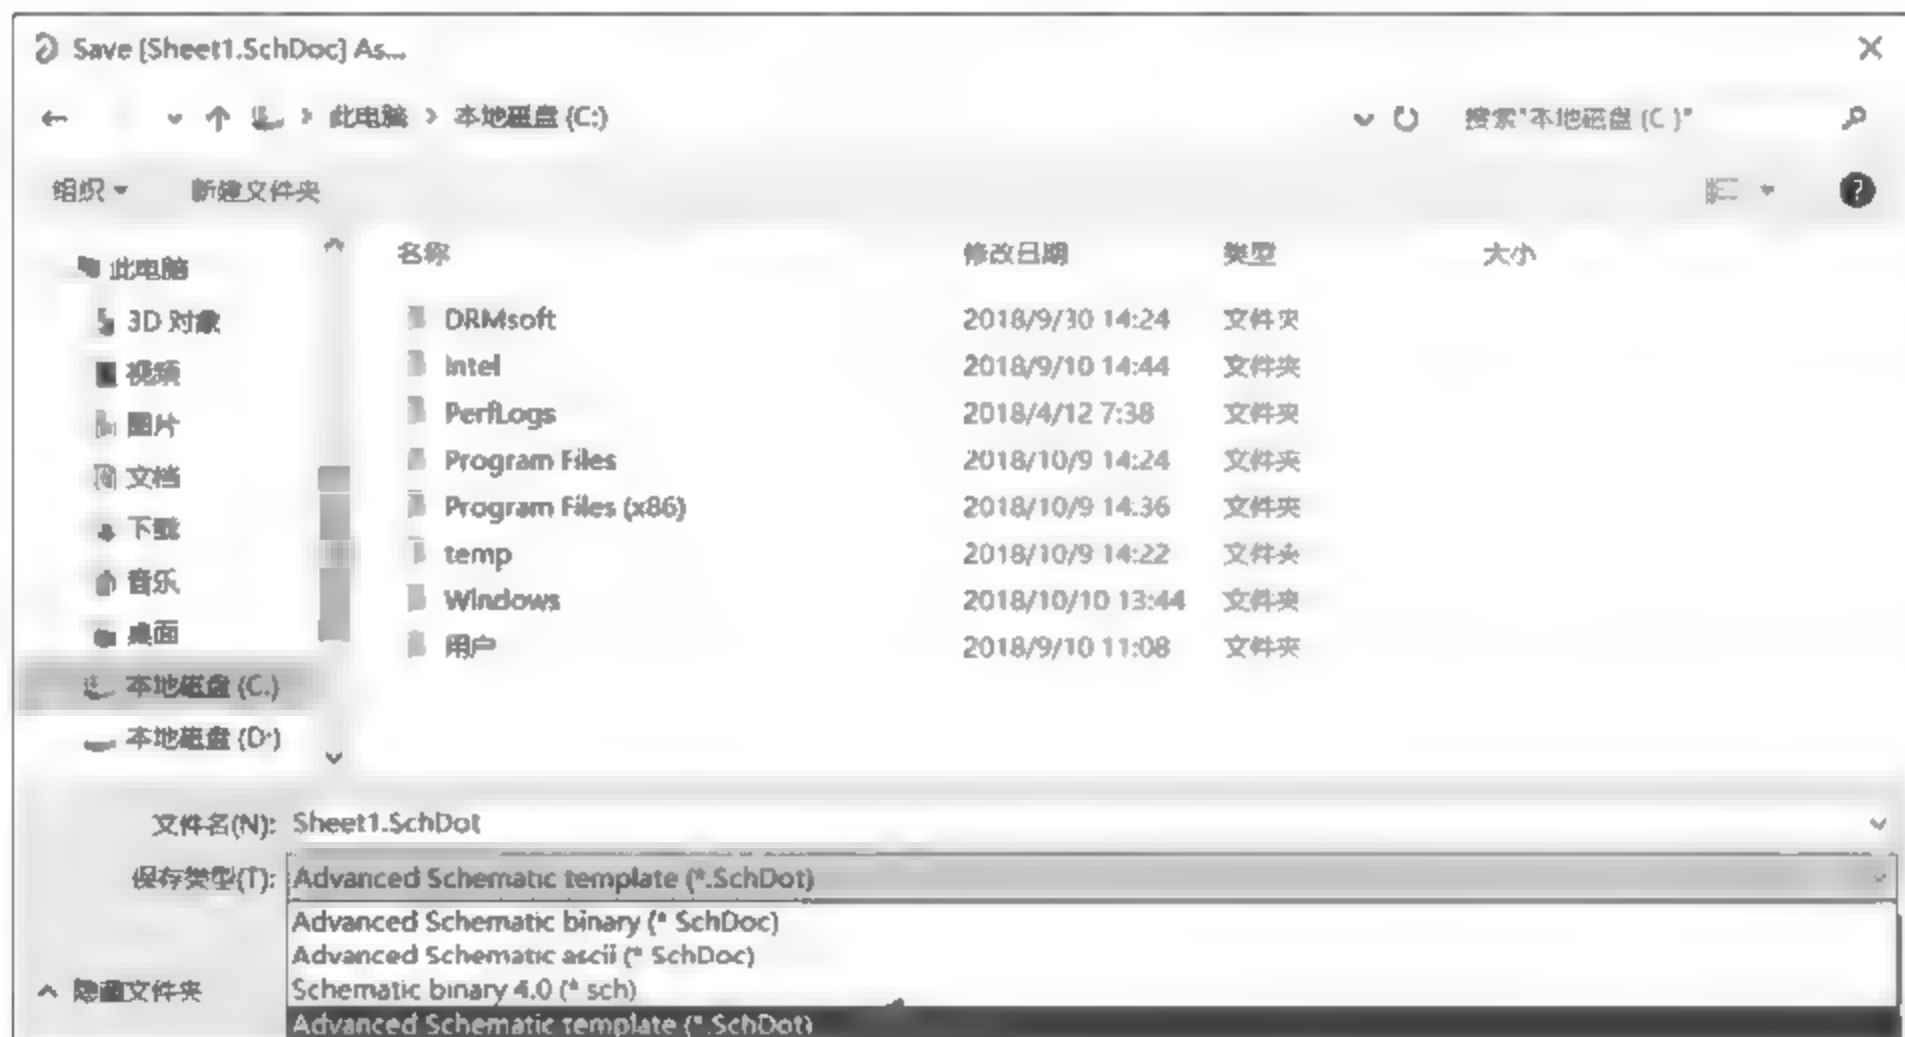 Save [Sheet1.SchDoc] As...
此电脑 › 本地磁盘 (C:)
搜索"本地磁盘 (C )"
组织 新建文件夹
名称 修改日期 类型 大小
此电脑
3D 对象
视频
图片
文档
下载
音乐
桌面
本地磁盘 (C:)
本地磁盘 (D:)
DRMsoft 2018/9/30 14:24 文件夹
Intel 2018/9/10 14:44 文件夹
PerfLogs 2018/4/12 7:38 文件夹
Program Files 2018/10/9 14:24 文件夹
Program Files (x86) 2018/10/9 14:36 文件夹
temp 2018/10/9 14:22 文件夹
Windows 2018/10/10 13:44 文件夹
用户 2018/9/10 11:08 文件夹
文件名(N): Sheet1.SchDot
保存类型(T): Advanced Schematic template (*.SchDot)
Advanced Schematic binary (*.SchDoc)
Advanced Schematic ascii (*.SchDoc)
Schematic binary 4.0 (*.sch)
Advanced Schematic template (*.SchDot)
隐藏文件夹